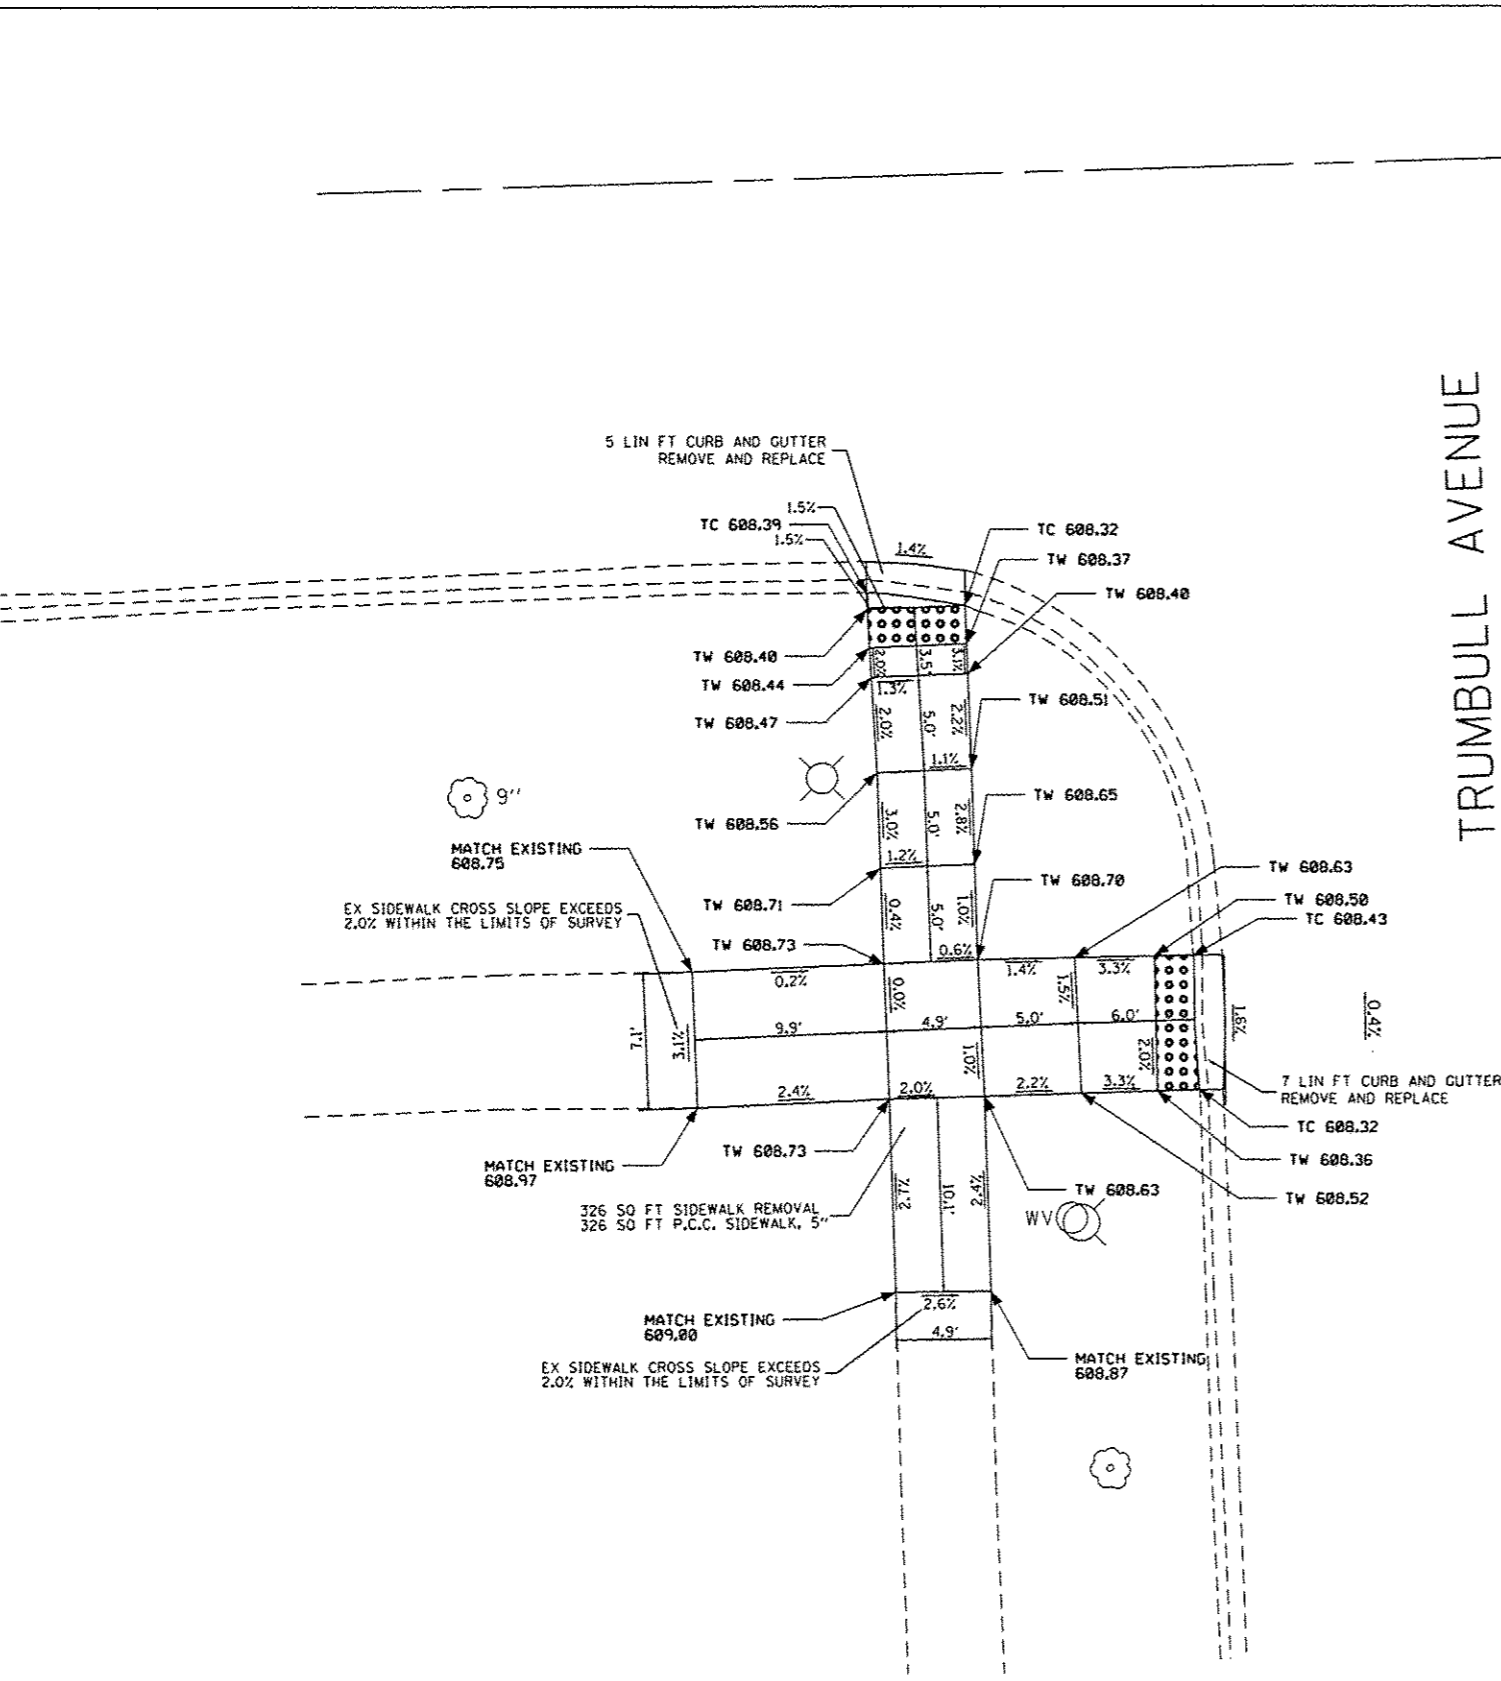 TRUMBULL AVENUE
5 LIN FT CURB AND GUTTER
REMOVE AND REPLACE
1.5%
TC 608.39
1.5%
1.4%
TC 608.32
TW 608.37
TW 608.40
TW 608.40
TW 608.44
TW 608.47
2.0%
3.5'
3.1%
1.3%
2.0%
5.0'
2.2%
TW 608.51
1.1%
9"
TW 608.56
3.0%
5.0'
2.8%
TW 608.65
1.2%
MATCH EXISTING
608.75
TW 608.63
TW 608.70
TW 608.50
TC 608.43
EX SIDEWALK CROSS SLOPE EXCEEDS
2.0% WITHIN THE LIMITS OF SURVEY
TW 608.71
0.4%
5.0'
1.0%
TW 608.73
0.6%
0.2%
0.0%
1.4%
1.5%
3.3%
7.1'
3.1%
9.9'
4.9'
5.0'
6.0'
1.6%
0.4%
1.0%
2.0%
2.4%
2.0%
2.2%
3.3%
7 LIN FT CURB AND GUTTER
REMOVE AND REPLACE
TC 608.32
TW 608.73
TW 608.36
MATCH EXISTING
608.97
TW 608.63
TW 608.52
2.7%
10.1'
2.4%
326 SQ FT SIDEWALK REMOVAL
326 SQ FT P.C.C. SIDEWALK, 5"
WV
MATCH EXISTING
609.00
2.6%
4.9'
EX SIDEWALK CROSS SLOPE EXCEEDS
2.0% WITHIN THE LIMITS OF SURVEY
MATCH EXISTING
608.87